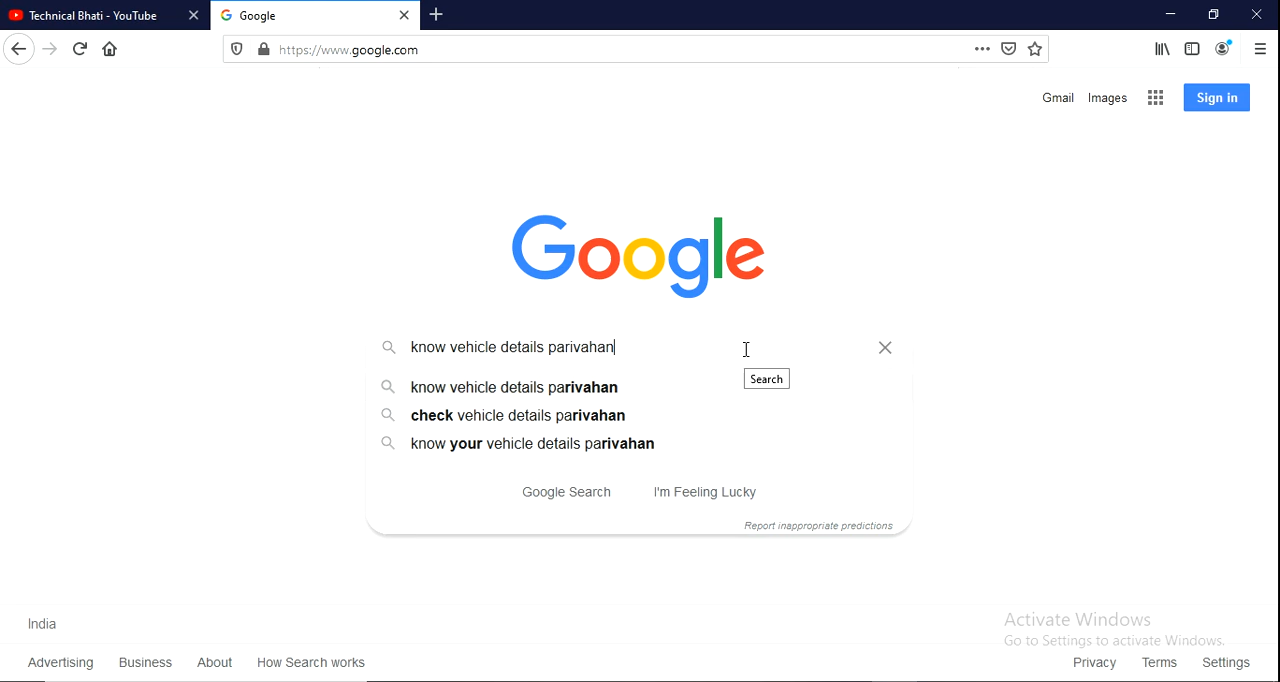 Technical Bhati - YouTube
Google
https://www.google.com
Gmail Images Sign in
Google
know vehicle details parivahan
know vehicle details parivahan
Search
check vehicle details parivahan
know your vehicle details parivahan
Google Search I'm Feeling Lucky
Report inappropriate predictions
India
Activate Windows
Go to Settings to activate Windows.
Advertising Business About How Search works Privacy Terms Settings